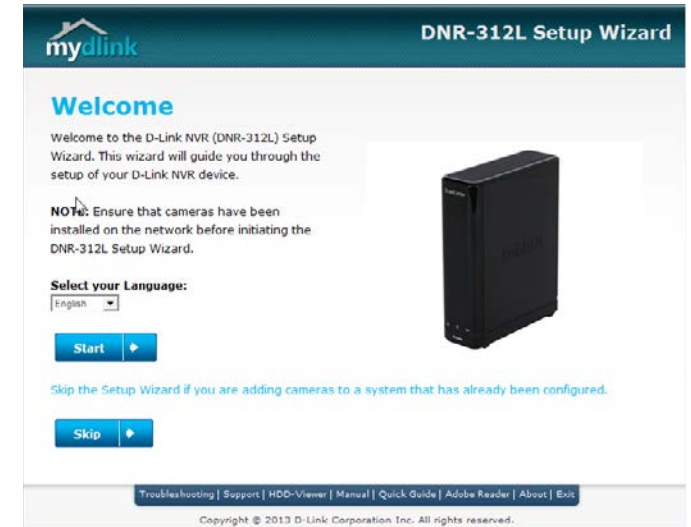 mydlink
DNR-312L Setup Wizard
Welcome
Welcome to the D-Link NVR (DNR-312L) Setup
Wizard. This wizard will guide you through the
setup of your D-Link NVR device.
NOTE: Ensure that cameras have been
installed on the network before initiating the
DNR-312L Setup Wizard.
Select your Language:
English
Start
Skip the Setup Wizard if you are adding cameras to a system that has already been configured.
Skip
Troubleshooting | Support | HDD-Viewer | Manual | Quick Guide | Adobe Reader | About | Exit
Copyright © 2013 D-Link Corporation Inc. All rights reserved.